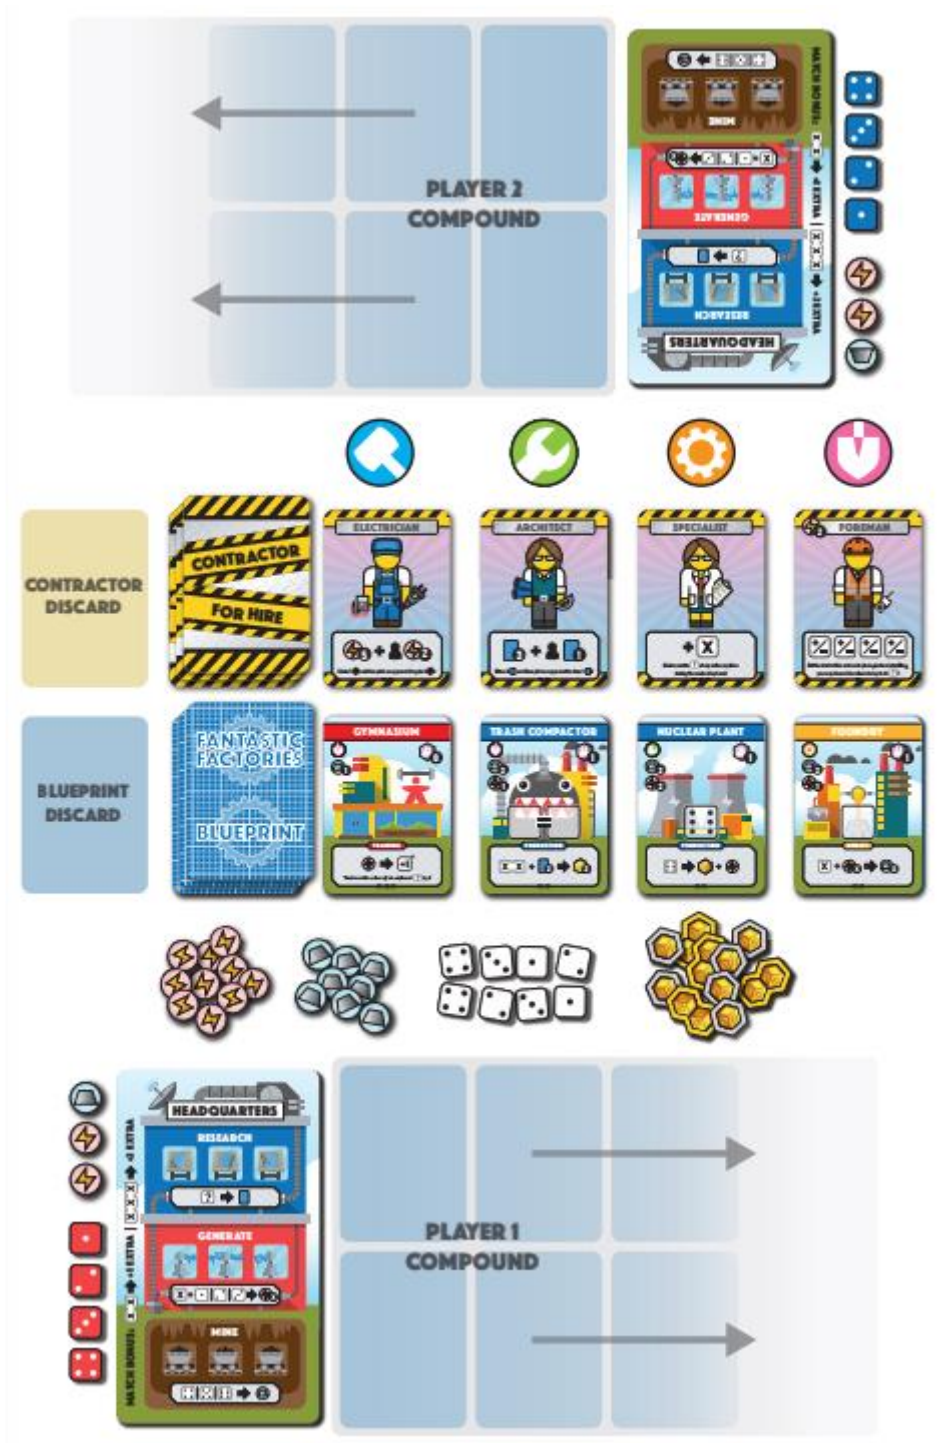 PLAYER 2
COMPOUND
MINE
GENERATE
RESEARCH
HEADQUARTERS
MATCH BONUS: X X +1 EXTRA | X X X +2 EXTRA
CONTRACTOR
DISCARD
CONTRACTOR
FOR HIRE
ELECTRICIAN
ARCHITECT
SPECIALIST
FOREMAN
BLUEPRINT
DISCARD
FANTASTIC
FACTORIES
BLUEPRINT
GYMNASIUM
TRASH COMPACTOR
NUCLEAR PLANT
FOUNDRY
HEADQUARTERS
RESEARCH
GENERATE
MINE
MATCH BONUS: X X +1 EXTRA | X X X +2 EXTRA
PLAYER 1
COMPOUND